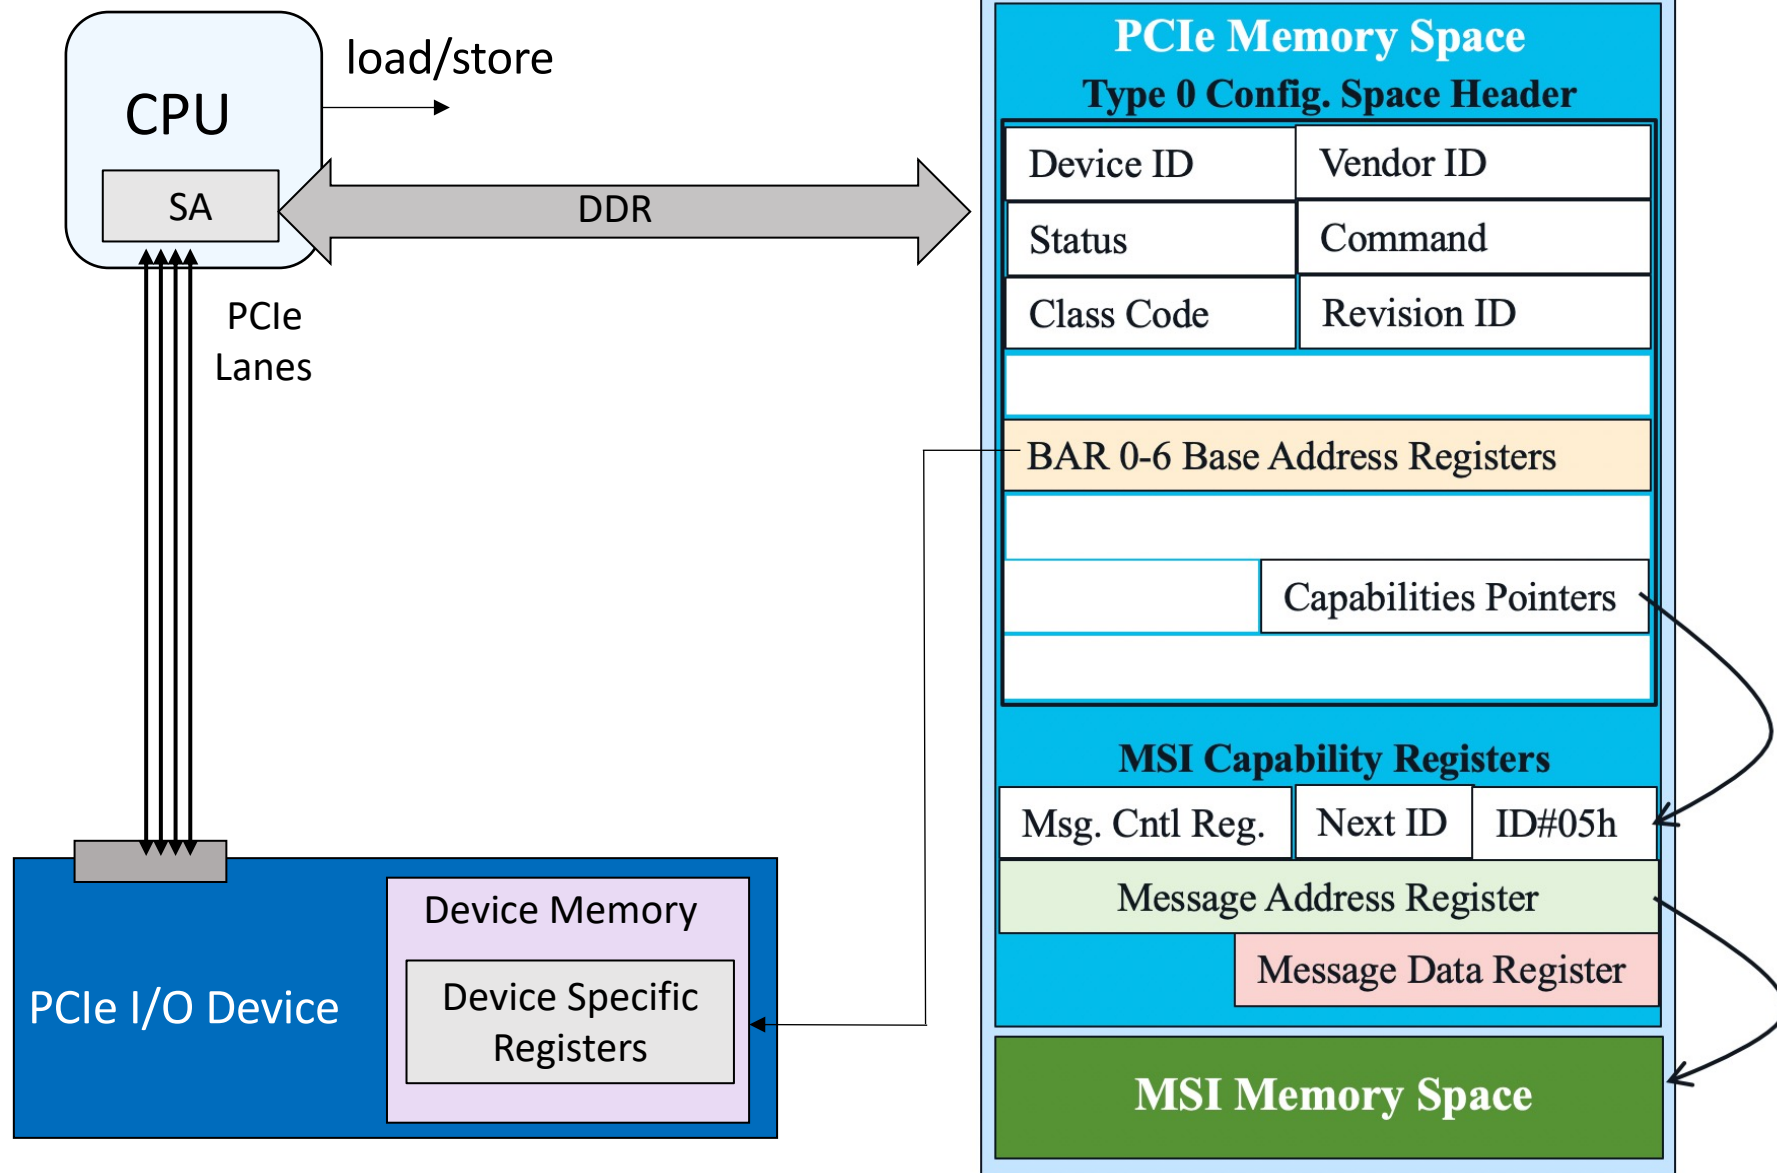 CPU
load/store
SA
DDR
PCIe
Lanes
PCIe I/O Device
Device Memory
Device Specific
Registers
PCIe Memory Space
Type 0 Config. Space Header
Device ID
Vendor ID
Status
Command
Class Code
Revision ID
BAR 0-6 Base Address Registers
Capabilities Pointers
MSI Capability Registers
Msg. Cntl Reg.
Next ID
ID#05h
Message Address Register
Message Data Register
MSI Memory Space